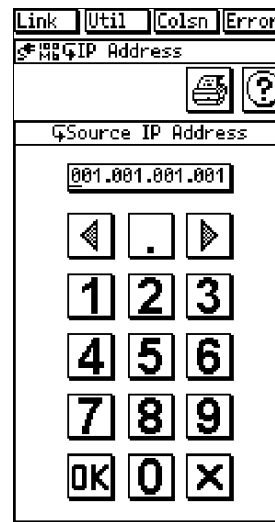 Link Util Colsn Error
IP Address
?
Source IP Address
001.001.001.001
.
1 2 3
4 5 6
7 8 9
OK 0 X